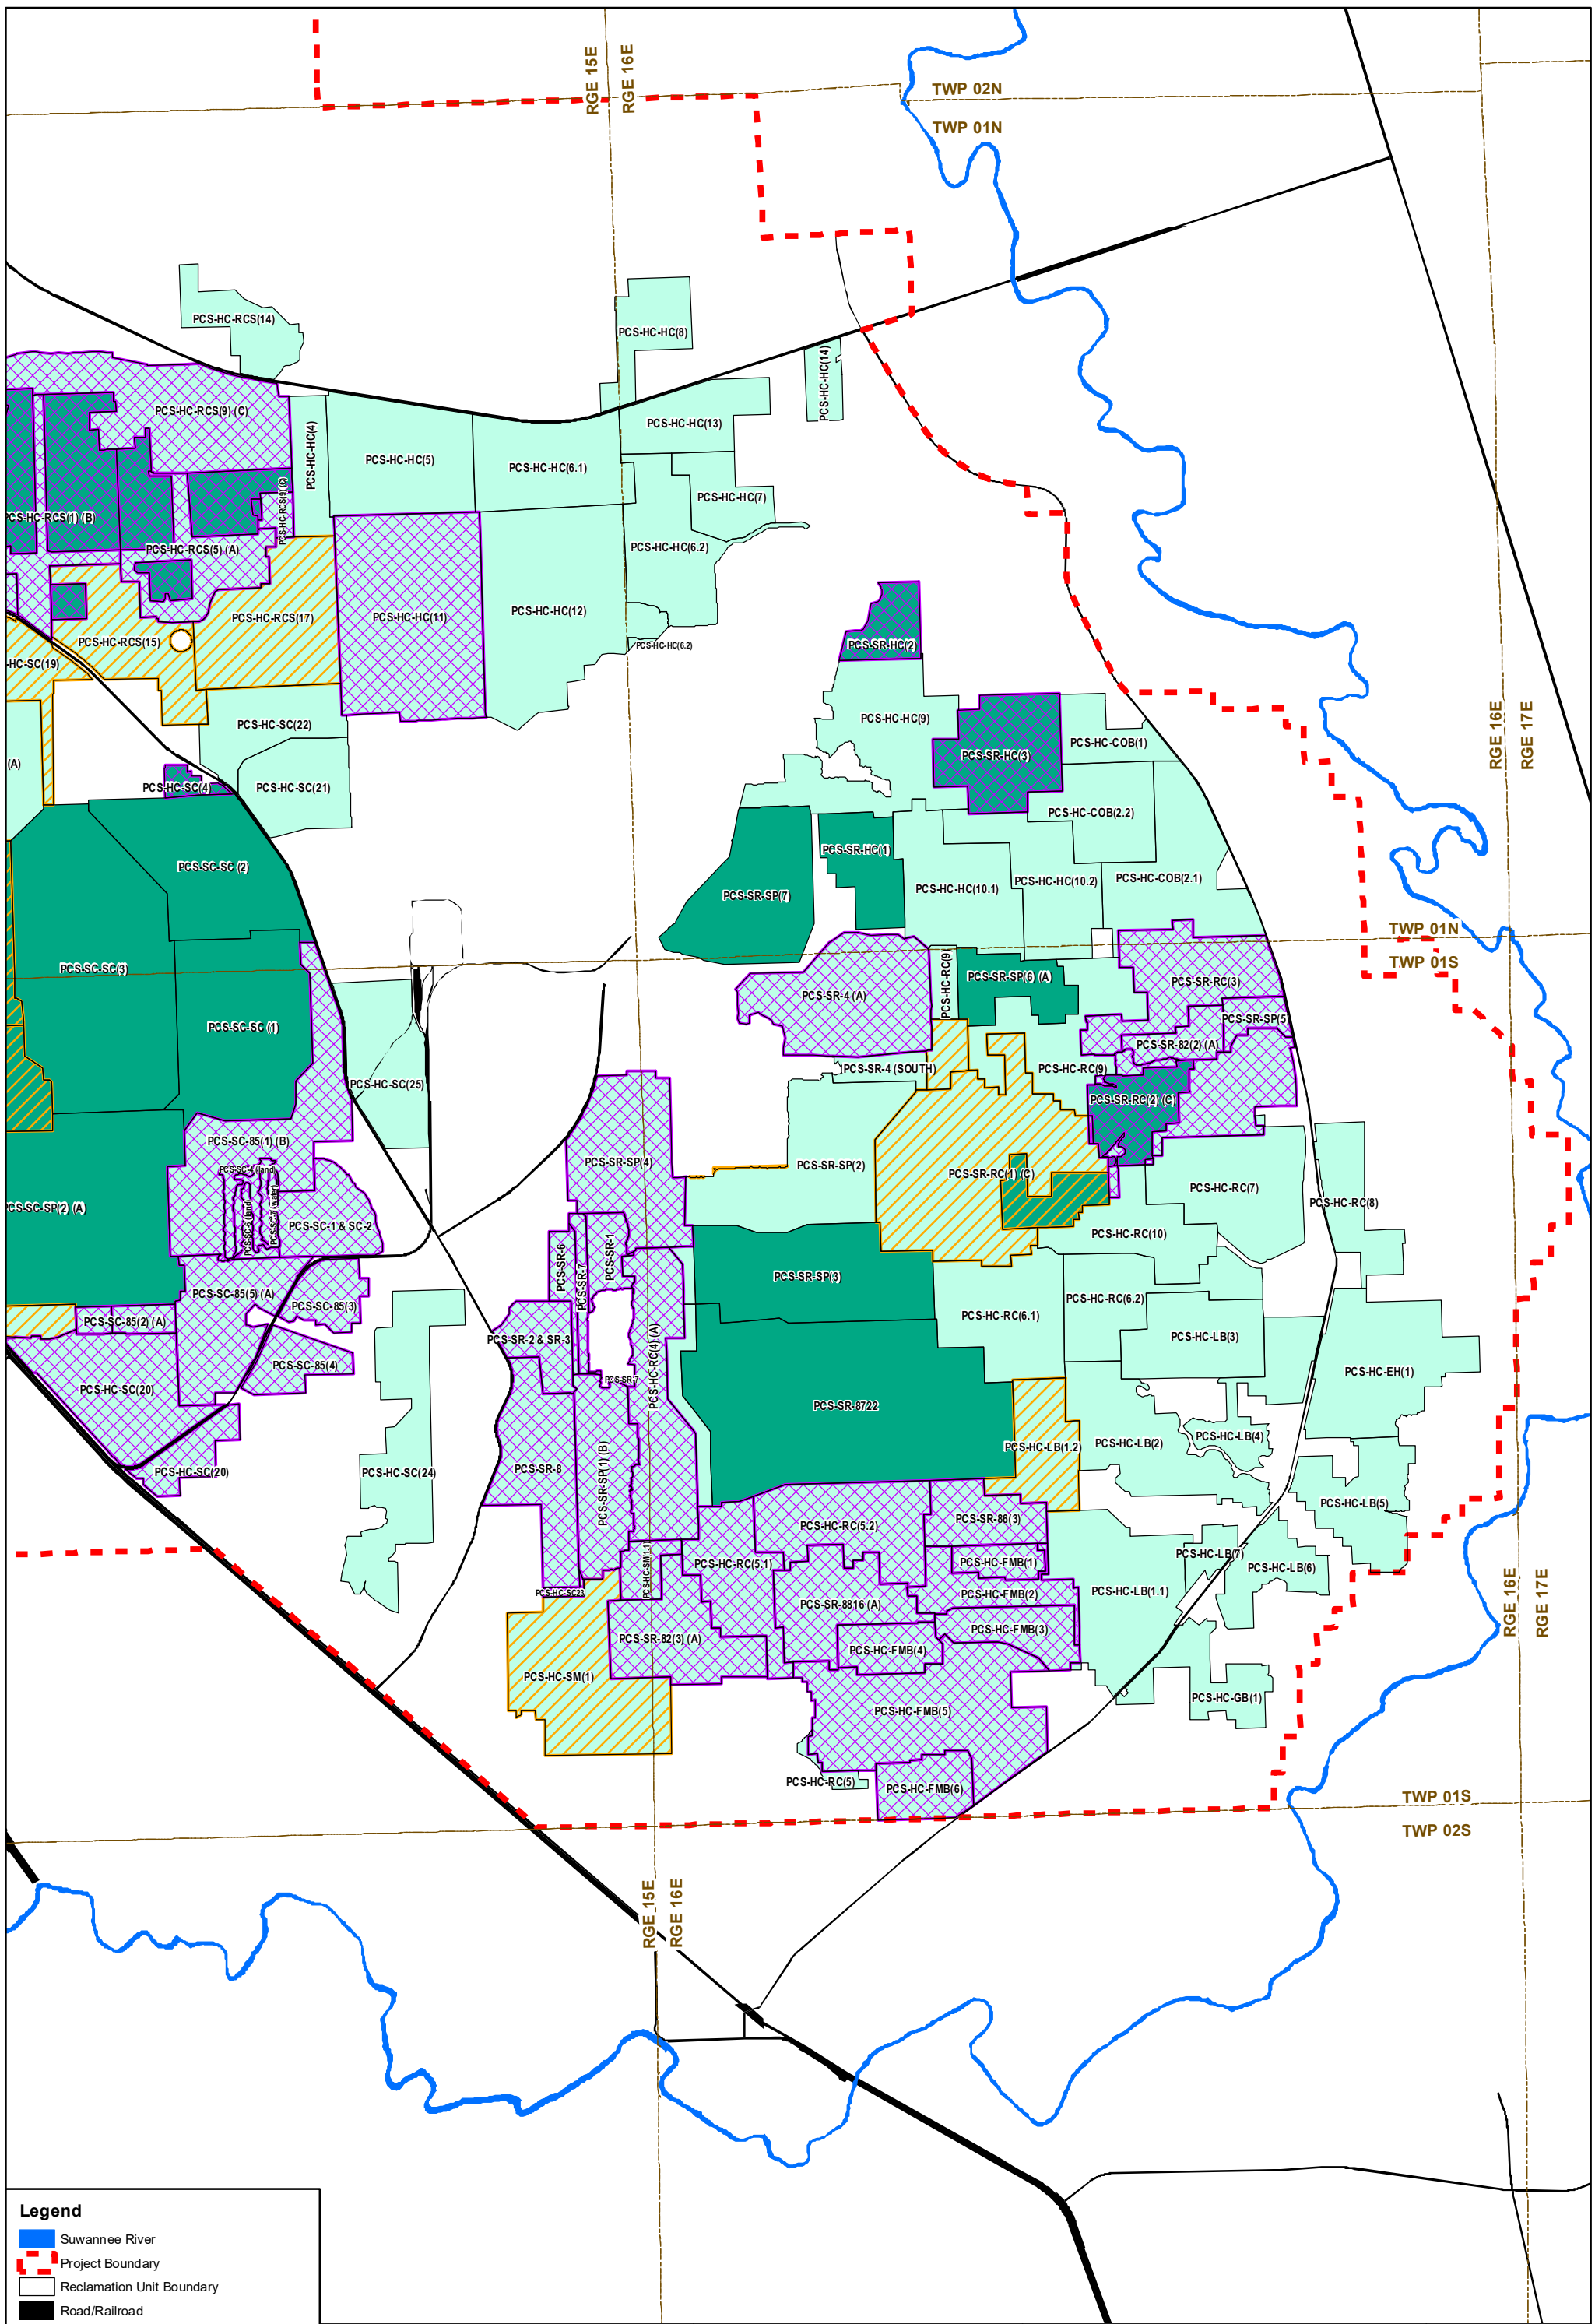 RGE 15E
RGE 16E
TWP 02N
TWP 01N
PCS-HC-RCS(14)
PCS-HC-HC(8)
PCS-HC-HC(14)
PCS-HC-RCS(9) (C)
PCS-HC-HC(4)
PCS-HC-HC(5)
PCS-HC-HC(6.1)
PCS-HC-HC(13)
PCS-HC-HC(7)
PCS-HC-RCS(9) (C)
PCS-HC-RCS(1) (B)
PCS-HC-RCS(5) (A)
PCS-HC-HC(6.2)
PCS-HC-HC(11)
PCS-HC-HC(12)
PCS-HC-RCS(17)
PCS-HC-RCS(15)
PCS-HC-HC(6.2)
PCS-SR-HC(2)
-HC-SC(19)
PCS-HC-SC(22)
PCS-HC-HC(9)
RGE 16E
RGE 17E
PCS-HC-COB(1)
PCS-SR-HC(3)
(A)
PCS-HC-SC(4)
PCS-HC-SC(21)
PCS-HC-COB(2.2)
PCS-SC-SC (2)
PCS-SR-HC(1)
PCS-HC-HC(10.1)
PCS-HC-HC(10.2)
PCS-HC-COB(2.1)
PCS-SR-SP(7)
TWP 01N
TWP 01S
PCS-SC-SC(3)
PCS-HC-RC(9)
PCS-SR-SP(6) (A)
PCS-SR-RC(3)
PCS-SR-4 (A)
PCS-SR-SP(5)
PCS-SC-SC (1)
PCS-SR-82(2) (A)
PCS-SR-4 (SOUTH)
PCS-HC-RC(9)
PCS-HC-SC(25)
PCS-SR-RC(2) (C)
PCS-SC-85(1) (B)
PCS-SR-SP(4)
PCS-SR-SP(2)
PCS-SR-RC(1) (C)
PCS-HC-RC(7)
PCS-HC-RC(8)
PCS-SC-SP(2) (A)
PCS-SC-1 & SC-2
PCS-HC-RC(10)
PCS-SR-6
PCS-SR-7
PCS-SR-1
PCS-SR-SP(3)
PCS-SC-85(5) (A)
PCS-SC-85(3)
PCS-SC-85(2) (A)
PCS-HC-RC(6.1)
PCS-HC-RC(6.2)
PCS-HC-LB(3)
PCS-SR-2 & SR-3
PCS-HC-RC(4) (A)
PCS-SC-85(4)
PCS-SR-7
PCS-HC-EH(1)
PCS-HC-SC(20)
PCS-SR-8722
PCS-HC-LB(4)
PCS-HC-LB(1.2)
PCS-HC-LB(2)
PCS-HC-SC(20)
PCS-HC-SC(24)
PCS-SR-8
PCS-SR-SP(1) (B)
PCS-HC-LB(5)
PCS-HC-RC(5.2)
PCS-SR-86(3)
PCS-HC-LB(7)
PCS-HC-LB(6)
PCS-HC-RC(5.1)
PCS-HC-FMB(1)
PCS-HC-SM(1.1
PCS-HC-SC23
PCS-HC-LB(1.1)
PCS-HC-FMB(2)
PCS-SR-8816 (A)
PCS-HC-FMB(3)
RGE 16E
RGE 17E
PCS-SR-82(3) (A)
PCS-HC-FMB(4)
PCS-HC-SM(1)
PCS-HC-GB(1)
PCS-HC-FMB(5)
PCS-HC-RC(5)
PCS-HC-FMB(6)
TWP 01S
TWP 02S
RGE 15E
RGE 16E
Legend
Suwannee River
Project Boundary
Reclamation Unit Boundary
Road/Railroad